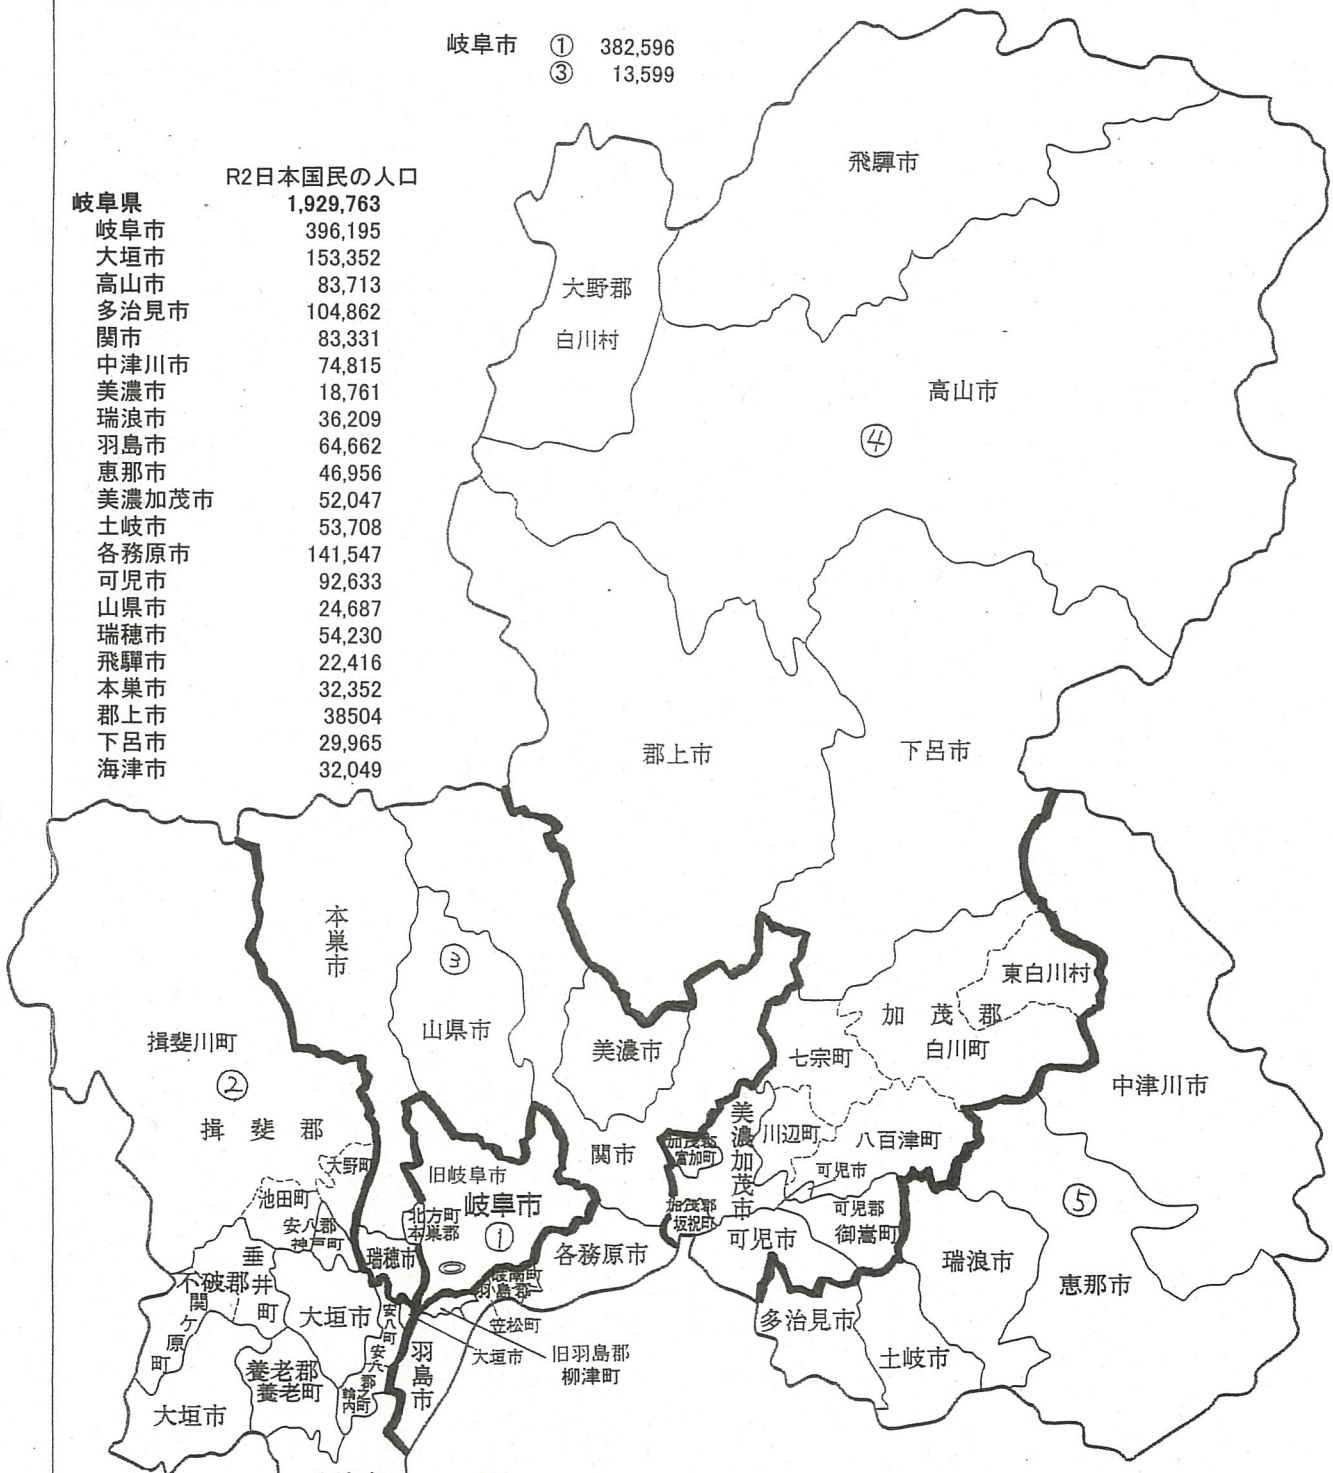 岐阜市 ① 382,596
③ 13,599
R2日本国民の人口
岐阜県 1,929,763
岐阜市 396,195
大垣市 153,352
高山市 83,713
多治見市 104,862
関市 83,331
中津川市 74,815
美濃市 18,761
瑞浪市 36,209
羽島市 64,662
恵那市 46,956
美濃加茂市 52,047
土岐市 53,708
各務原市 141,547
可児市 92,633
山県市 24,687
瑞穂市 54,230
飛驒市 22,416
本巣市 32,352
郡上市 38504
下呂市 29,965
海津市 32,049
飛驒市
大野郡
白川村
高山市
④
郡上市
下呂市
本巣市
③
山県市
美濃市
東白川村
加茂郡
白川町
七宗町
揖斐川町
②
揖斐郡
中津川市
美濃加茂市
川辺町
八百津町
加茂郡
富加町
関市
大野町
旧岐阜市
岐阜市
①
可児市
池田町
安八郡
神戸町
北方町
本巣郡
加茂郡
坂祝町
可児郡
御嵩町
⑤
可児市
各務原市
瑞穂市
瑞浪市
恵那市
垂井町
不破郡
関ケ原町
岐南町
羽島郡
大垣市
安八町
笠松町
多治見市
大垣市
旧羽島郡
柳津町
羽島市
土岐市
養老郡
養老町
安八郡
輪之内町
大垣市